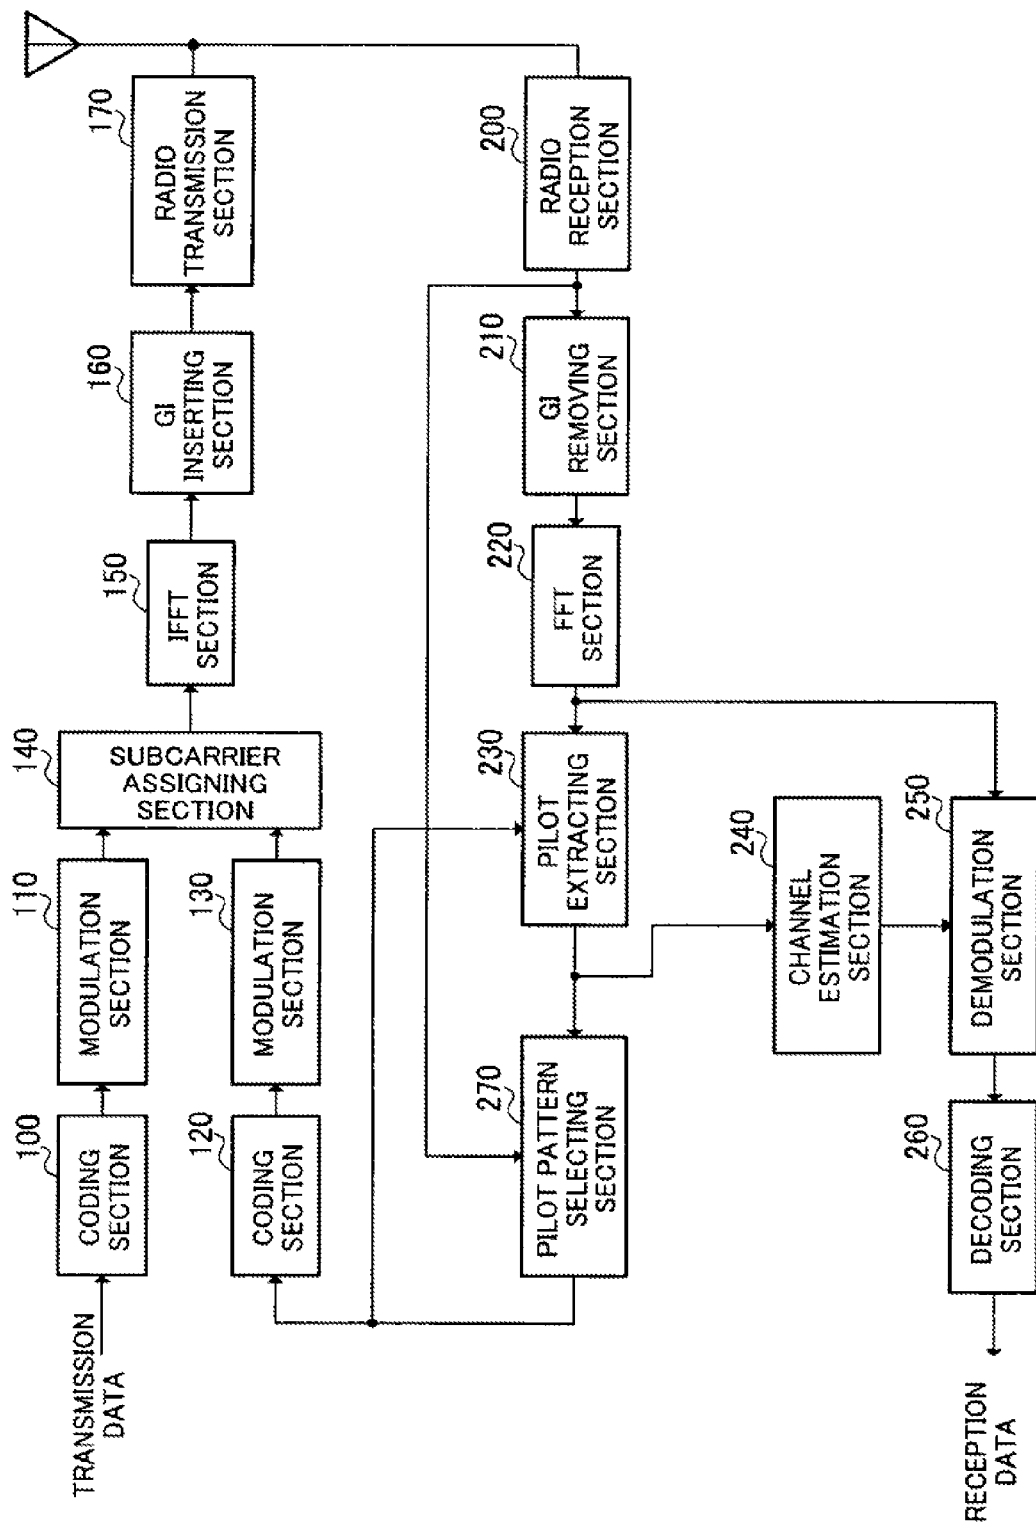 TRANSMISSION
DATA
100
CODING
SECTION
110
MODULATION
SECTION
120
CODING
SECTION
130
MODULATION
SECTION
140
SUBCARRIER
ASSIGNING
SECTION
150
IFFT
SECTION
160
GI
INSERTING
SECTION
170
RADIO
TRANSMISSION
SECTION
200
RADIO
RECEPTION
SECTION
210
GI
REMOVING
SECTION
220
FFT
SECTION
230
PILOT
EXTRACTING
SECTION
270
PILOT PATTERN
SELECTING
SECTION
240
CHANNEL
ESTIMATION
SECTION
250
DEMODULATION
SECTION
260
DECODING
SECTION
RECEPTION
DATA